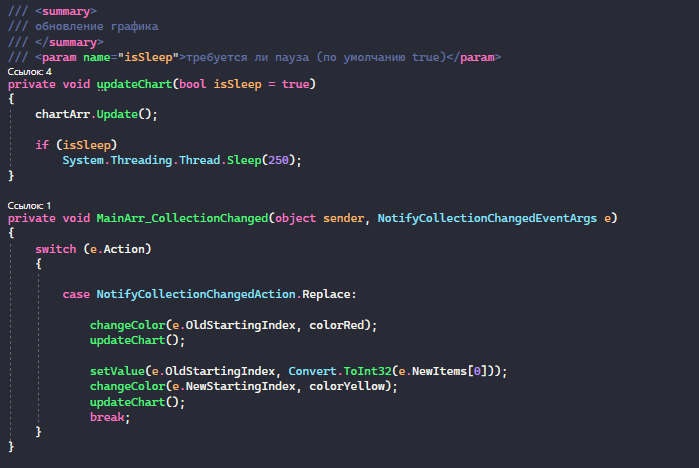 /// <summary>
/// обновление графика
/// </summary>
/// <param name="isSleep">требуется ли пауза (по умолчанию true)</param>
Ссылок: 4
private void updateChart(bool isSleep = true)
{
chartArr.Update();
if (isSleep)
System.Threading.Thread.Sleep(250);
}
Ссылок: 1
private void MainArr_CollectionChanged(object sender, NotifyCollectionChangedEventArgs e)
{
switch (e.Action)
{
case NotifyCollectionChangedAction.Replace:
changeColor(e.OldStartingIndex, colorRed);
updateChart();
setValue(e.OldStartingIndex, Convert.ToInt32(e.NewItems[0]));
changeColor(e.NewStartingIndex, colorYellow);
updateChart();
break;
}
}